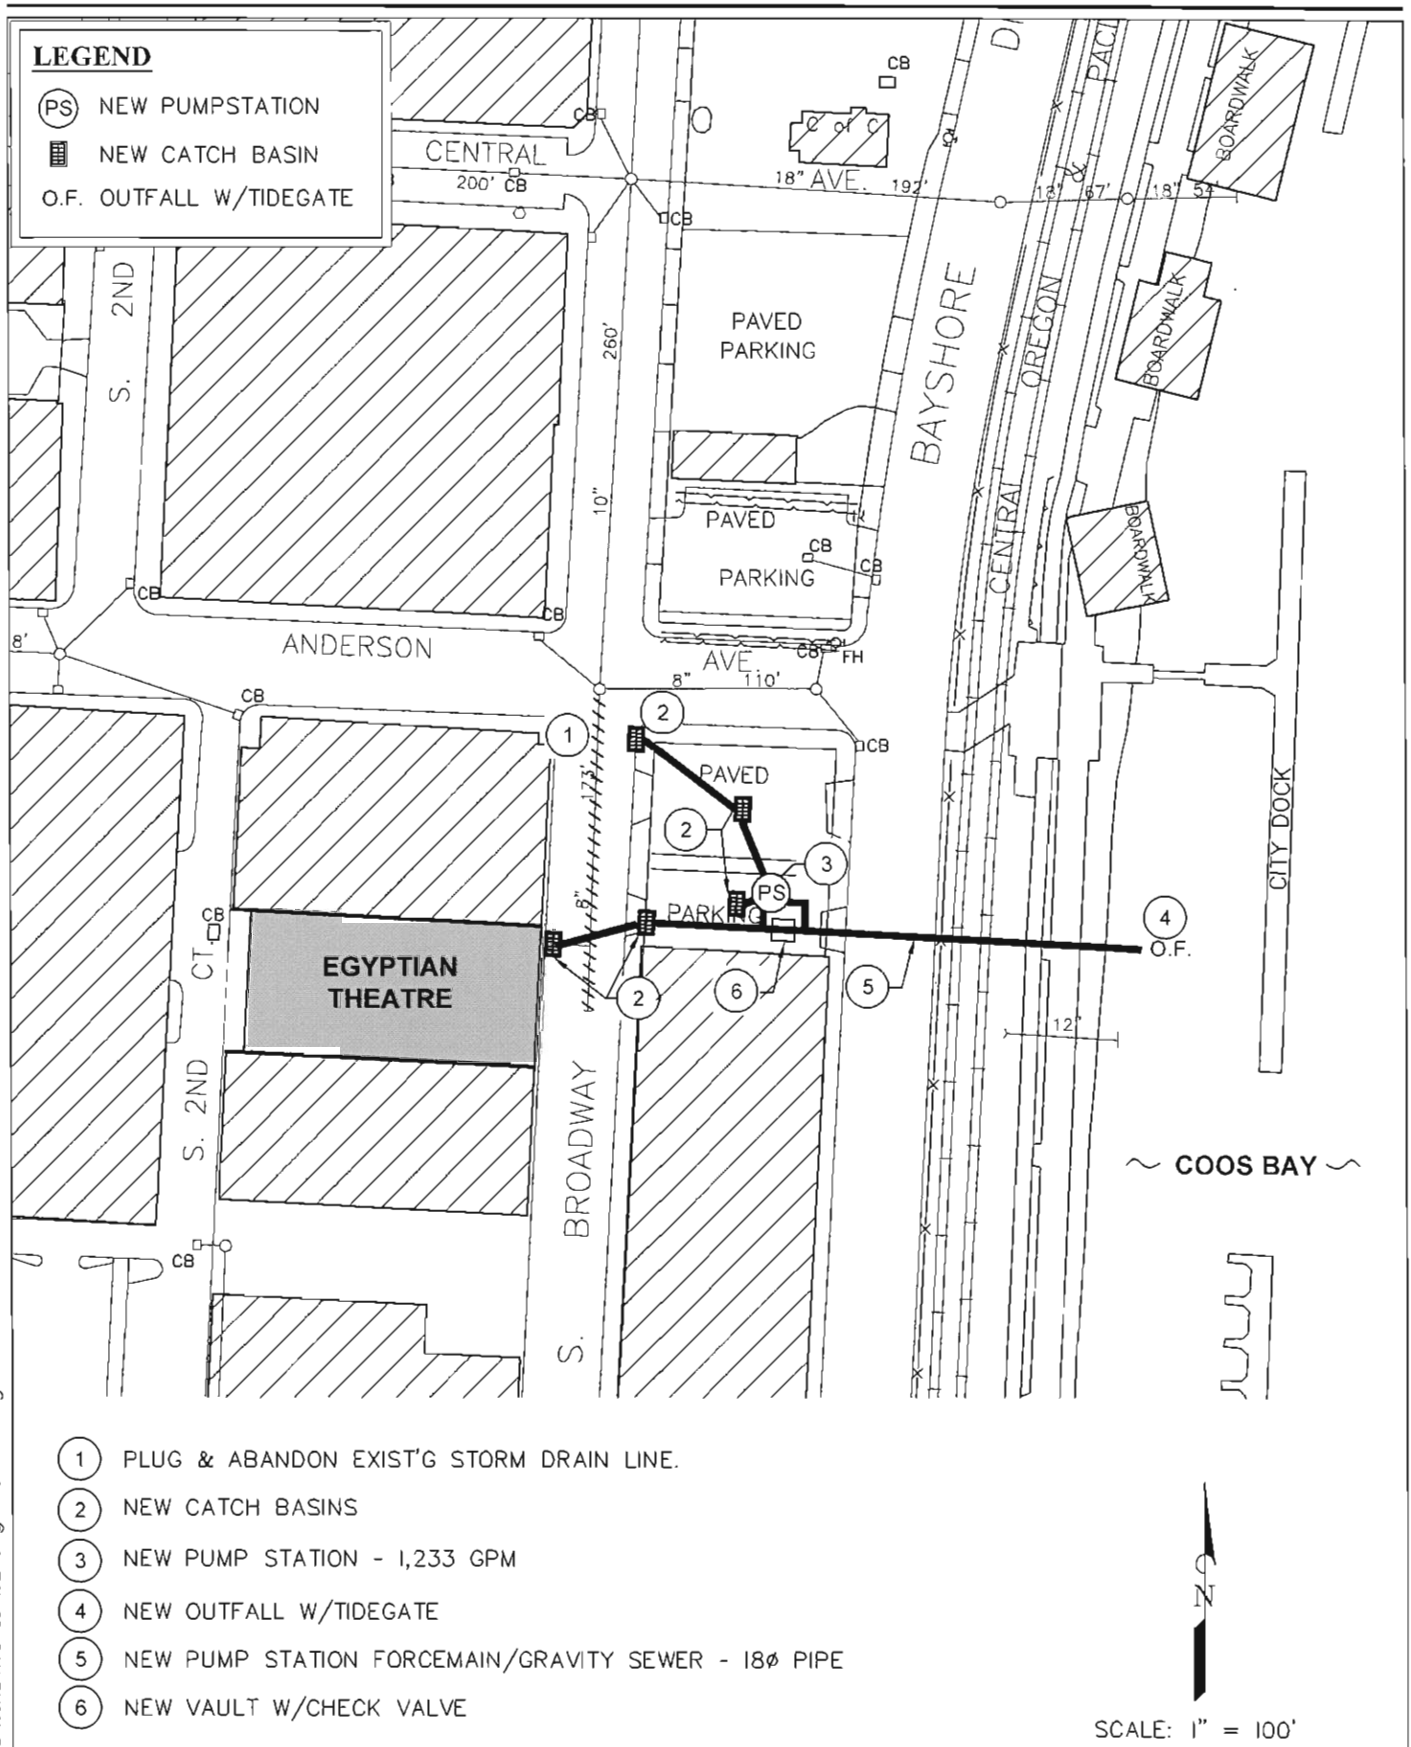 LEGEND
PS NEW PUMPSTATION
NEW CATCH BASIN
O.F. OUTFALL W/TIDEGATE
CB
CB
C of C
DI
PACI
BOARDWALK
CENTRAL
200' CB
18" AVE. 192'
18" 67' 18" 54'
CB
S. 2ND
260'
PAVED
PARKING
BAYSHORE
OREGON
BOARDWALK
10"
PAVED
CB
PARKING
CB
CENTRAL
BOARDWALK
CB
CB
8'
ANDERSON
AVE.
CB
FH
8" 110'
CB
2
1
CB
PAVED
173'
2
3
CITY DOCK
PS
8"
CB
PARKING
4
O.F.
CT.
EGYPTIAN
THEATRE
2
6
5
12"
S. 2ND
COOS BAY
S. BROADWAY
CB
1 PLUG & ABANDON EXIST'G STORM DRAIN LINE.
2 NEW CATCH BASINS
3 NEW PUMP STATION - 1,233 GPM
4 NEW OUTFALL W/TIDEGATE
5 NEW PUMP STATION FORCEMAIN/GRAVITY SEWER - 18ø PIPE
6 NEW VAULT W/CHECK VALVE
N
SCALE: 1" = 100'